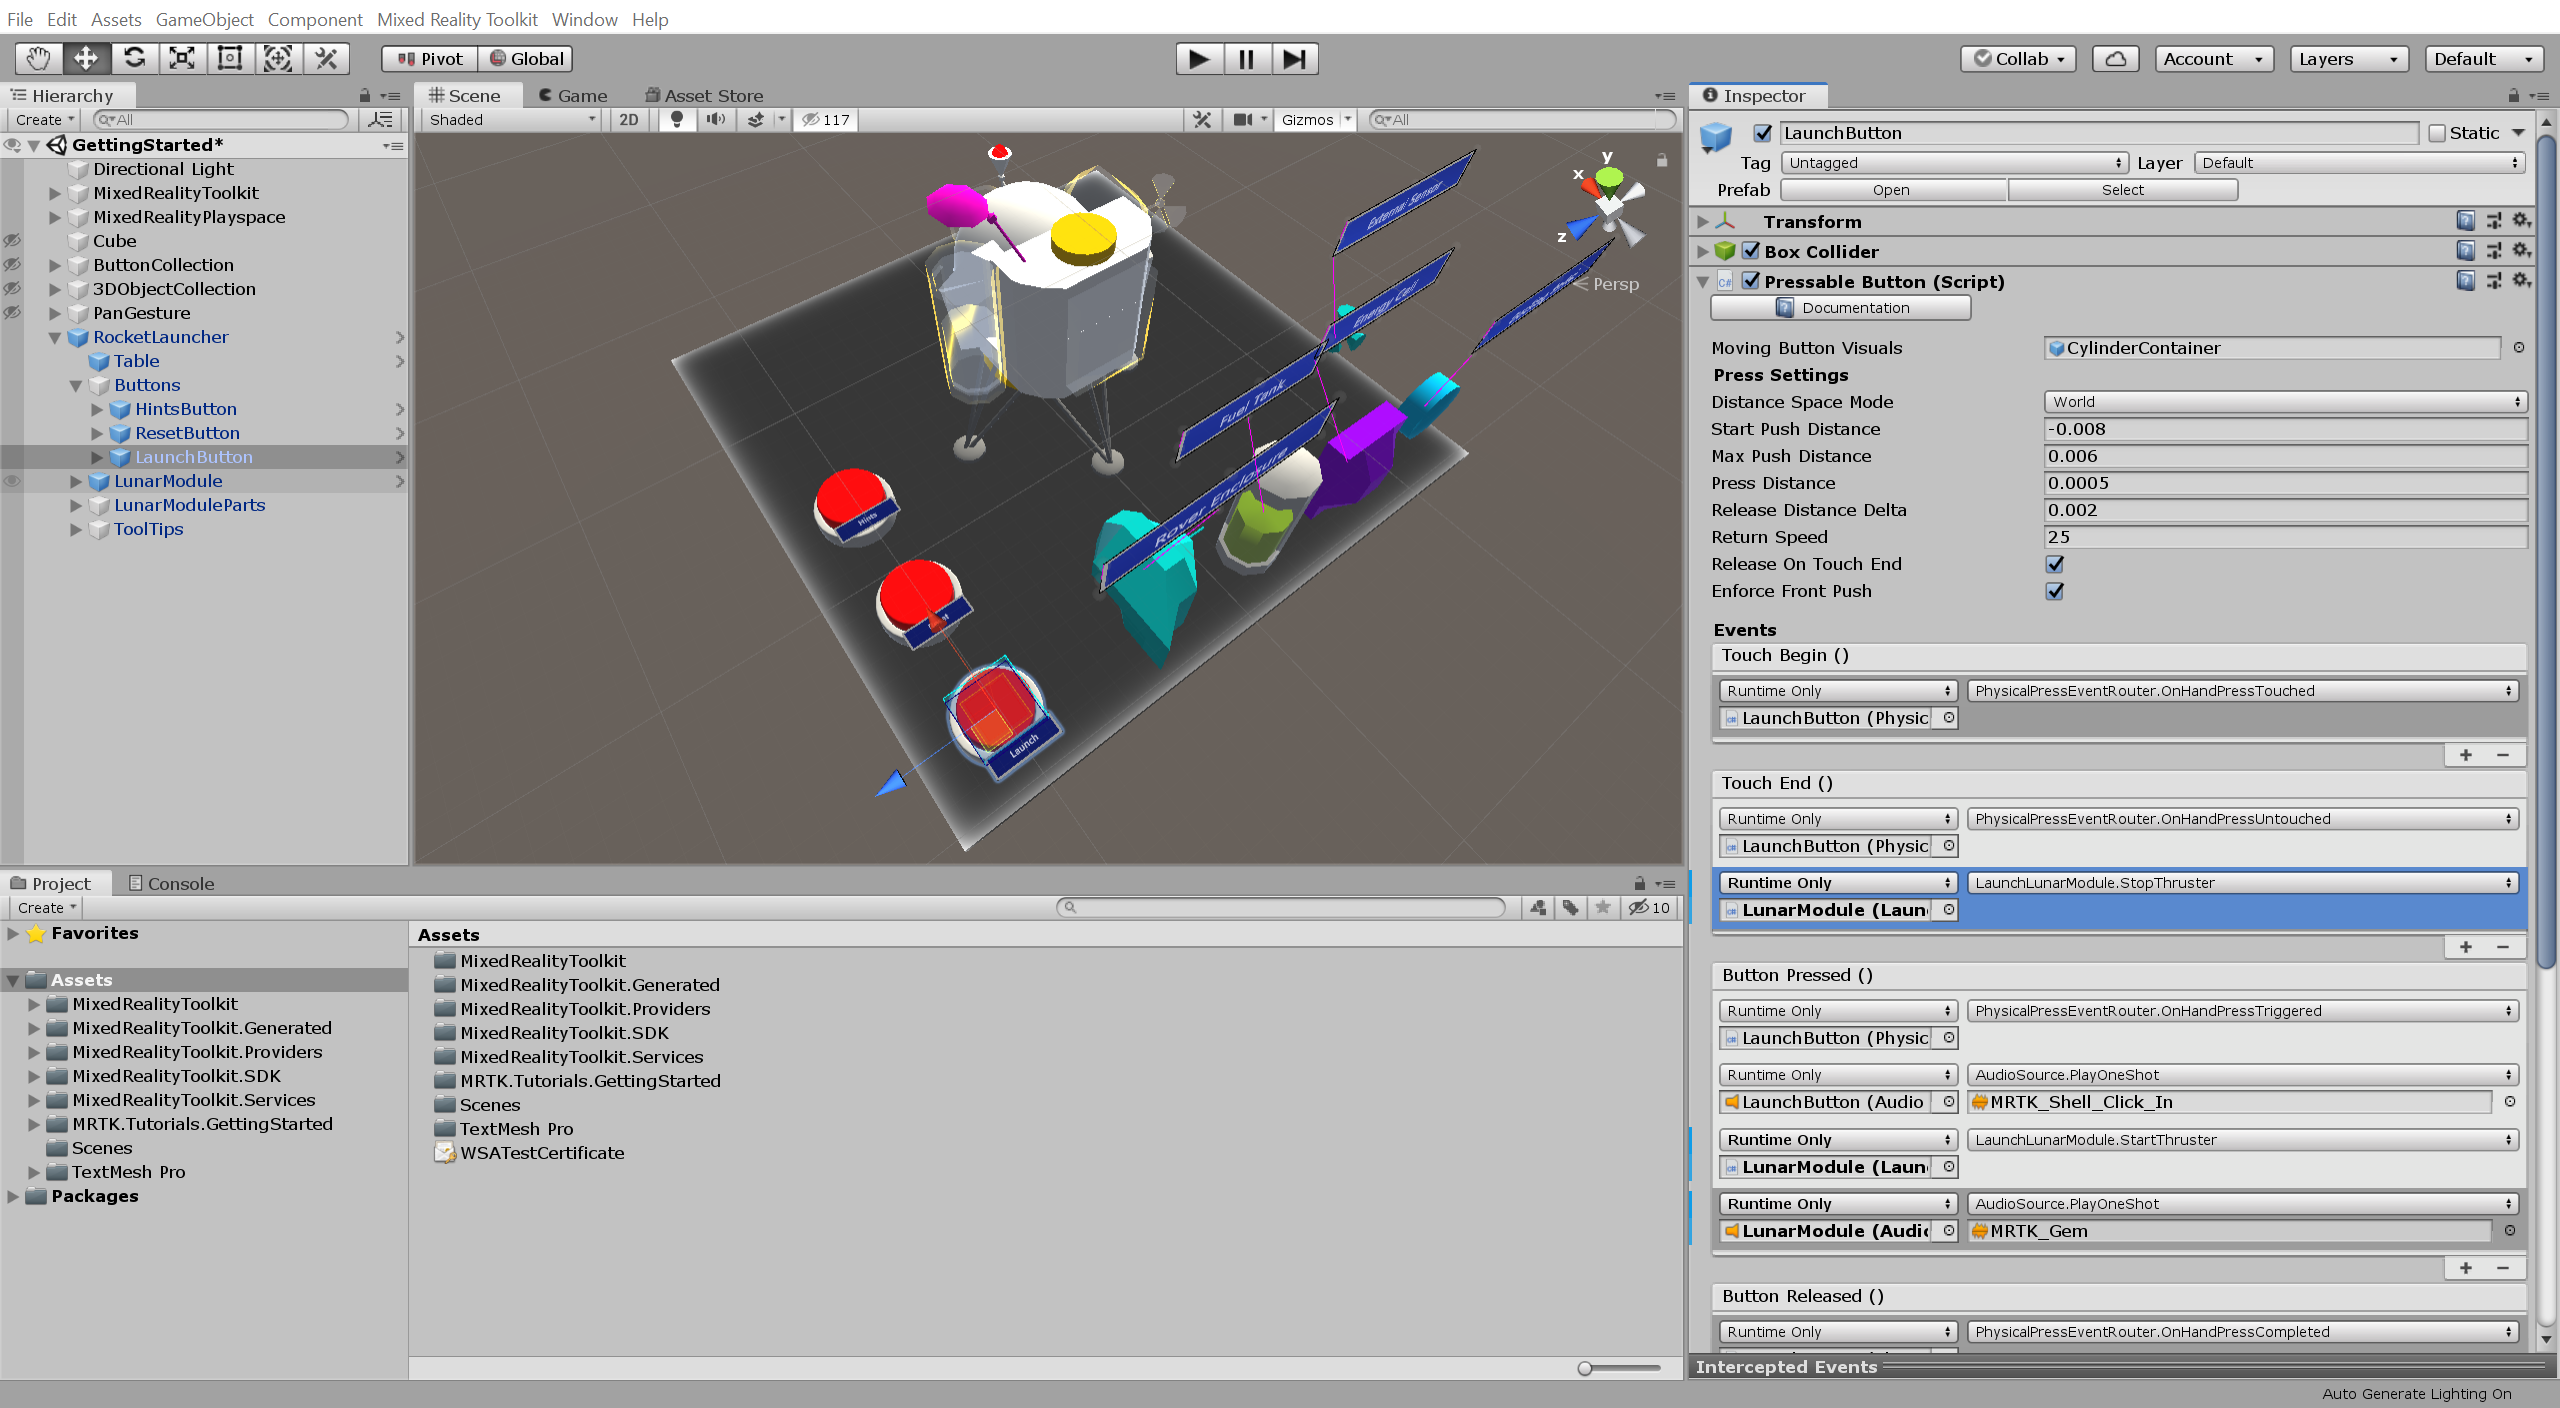 File Edit Assets GameObject Component Mixed Reality Toolkit Window Help
Pivot Global
Collab Account Layers Default
Hierarchy
Create All
GettingStarted*
Directional Light
MixedRealityToolkit
MixedRealityPlayspace
Cube
ButtonCollection
3DObjectCollection
PanGesture
RocketLauncher
Table
Buttons
HintsButton
ResetButton
LaunchButton
LunarModule
LunarModuleParts
ToolTips
Scene Game Asset Store
Shaded 2D 117 Gizmos All
y
x
z
Persp
External Sensor
Energy Cell
Fuel Tank
Rover Enclosure
Hints
Launch
Project Console
Create 10
Favorites
Assets
MixedRealityToolkit
MixedRealityToolkit.Generated
MixedRealityToolkit.Providers
MixedRealityToolkit.SDK
MixedRealityToolkit.Services
MRTK.Tutorials.GettingStarted
Scenes
TextMesh Pro
Packages
Assets
MixedRealityToolkit
MixedRealityToolkit.Generated
MixedRealityToolkit.Providers
MixedRealityToolkit.SDK
MixedRealityToolkit.Services
MRTK.Tutorials.GettingStarted
Scenes
TextMesh Pro
WSATestCertificate
Inspector
LaunchButton Static
Tag Untagged Layer Default
Prefab Open Select
Transform
Box Collider
Pressable Button (Script)
Documentation
Moving Button Visuals CylinderContainer
Press Settings
Distance Space Mode World
Start Push Distance -0.008
Max Push Distance 0.006
Press Distance 0.0005
Release Distance Delta 0.002
Return Speed 25
Release On Touch End
Enforce Front Push
Events
Touch Begin ()
Runtime Only PhysicalPressEventRouter.OnHandPressTouched
LaunchButton (Physic
Touch End ()
Runtime Only PhysicalPressEventRouter.OnHandPressUntouched
LaunchButton (Physic
Runtime Only LaunchLunarModule.StopThruster
LunarModule (Laun
Button Pressed ()
Runtime Only PhysicalPressEventRouter.OnHandPressTriggered
LaunchButton (Physic
Runtime Only AudioSource.PlayOneShot
LaunchButton (Audio MRTK_Shell_Click_In
Runtime Only LaunchLunarModule.StartThruster
LunarModule (Laun
Runtime Only AudioSource.PlayOneShot
LunarModule (Audio MRTK_Gem
Button Released ()
Runtime Only PhysicalPressEventRouter.OnHandPressCompleted
Intercepted Events
Auto Generate Lighting On